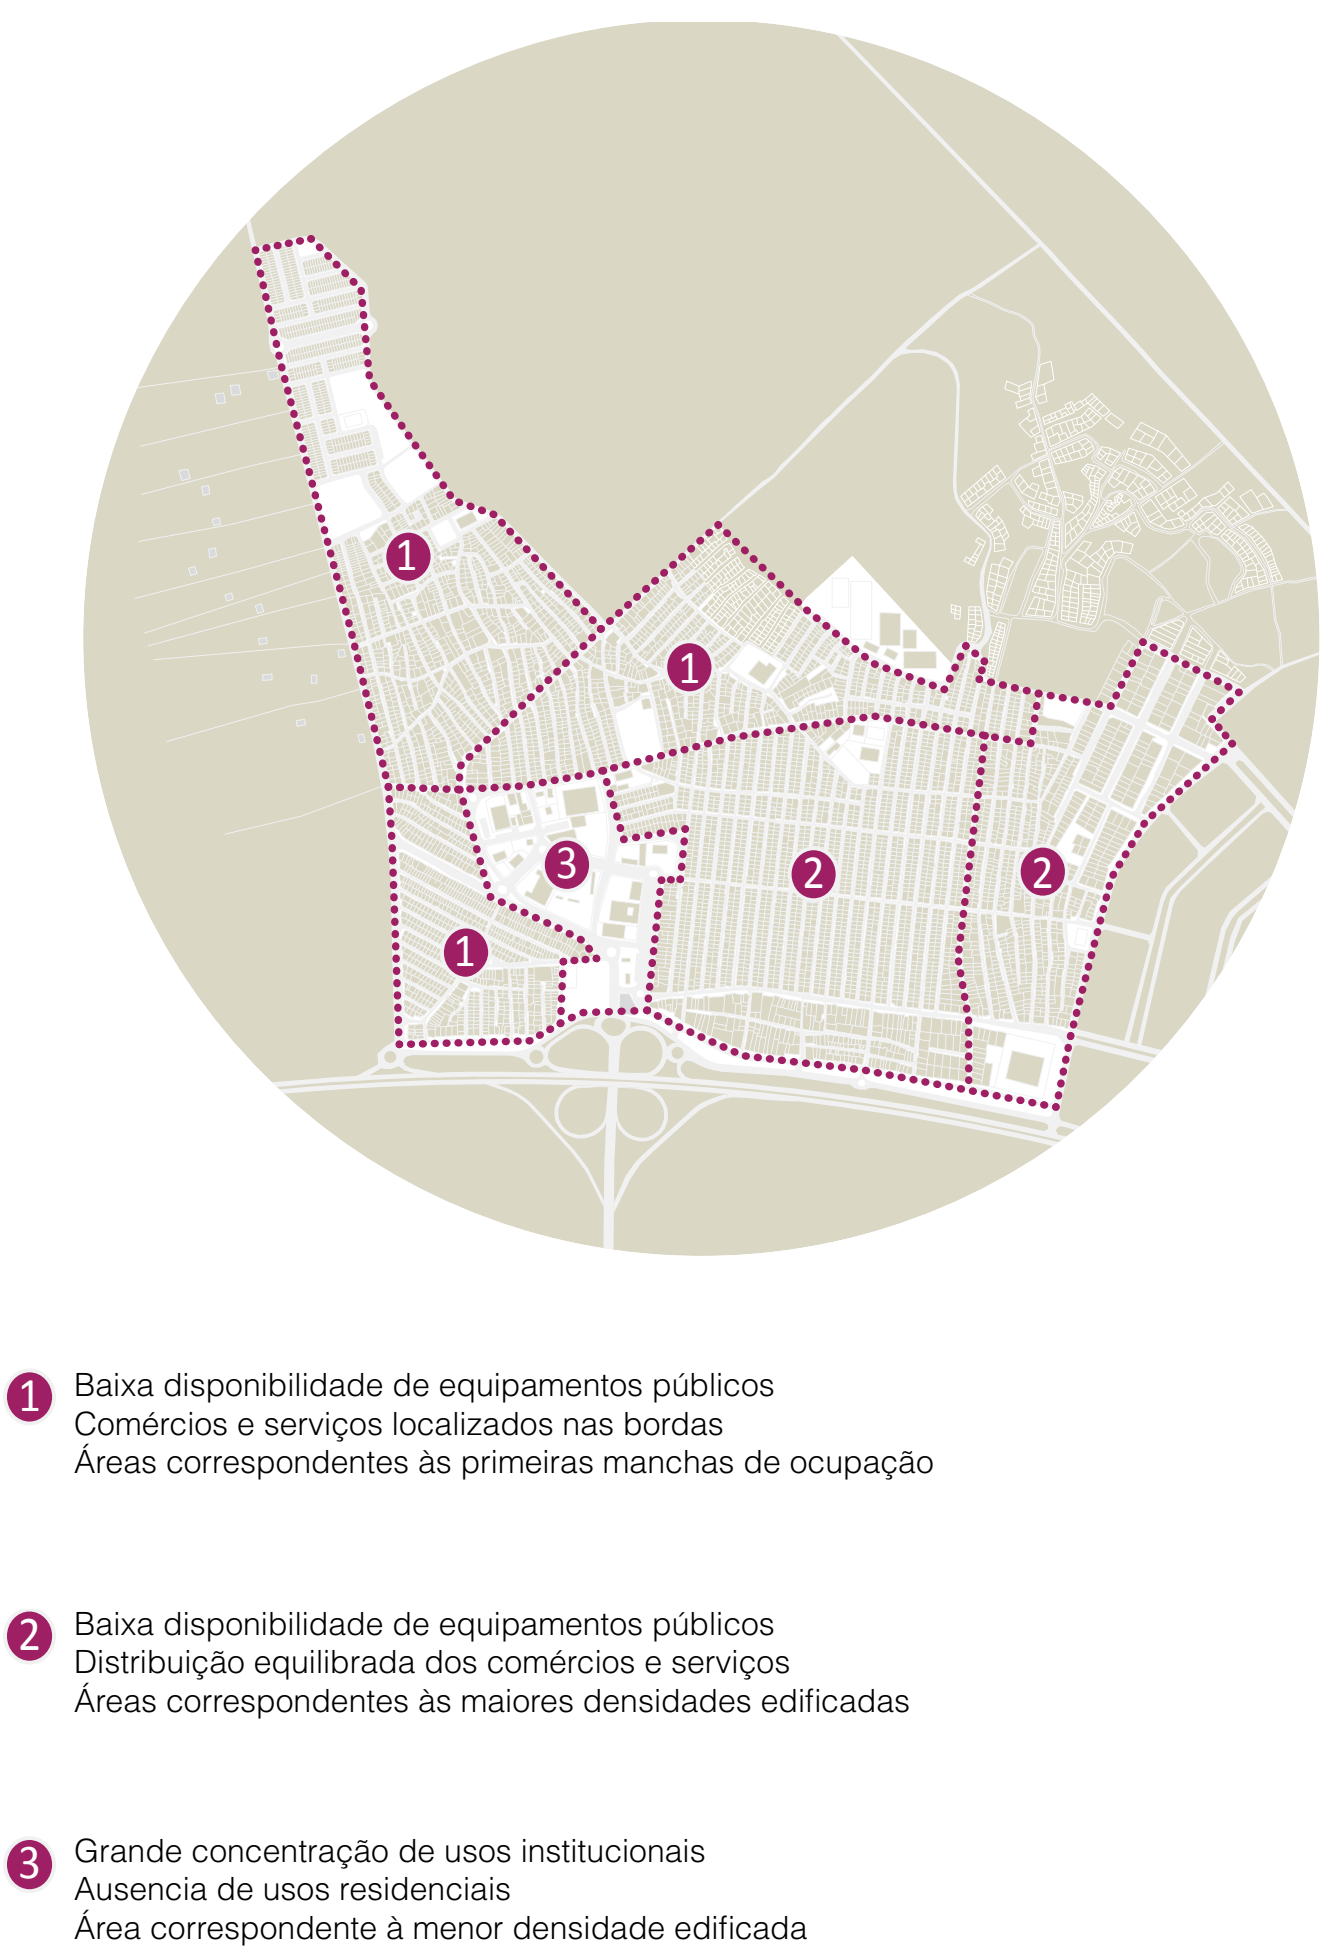 1
1
3
2
2
1
1 Baixa disponibilidade de equipamentos públicos
Comércios e serviços localizados nas bordas
Áreas correspondentes às primeiras manchas de ocupação
2 Baixa disponibilidade de equipamentos públicos
Distribuição equilibrada dos comércios e serviços
Áreas correspondentes às maiores densidades edificadas
3 Grande concentração de usos institucionais
Ausencia de usos residenciais
Área correspondente à menor densidade edificada